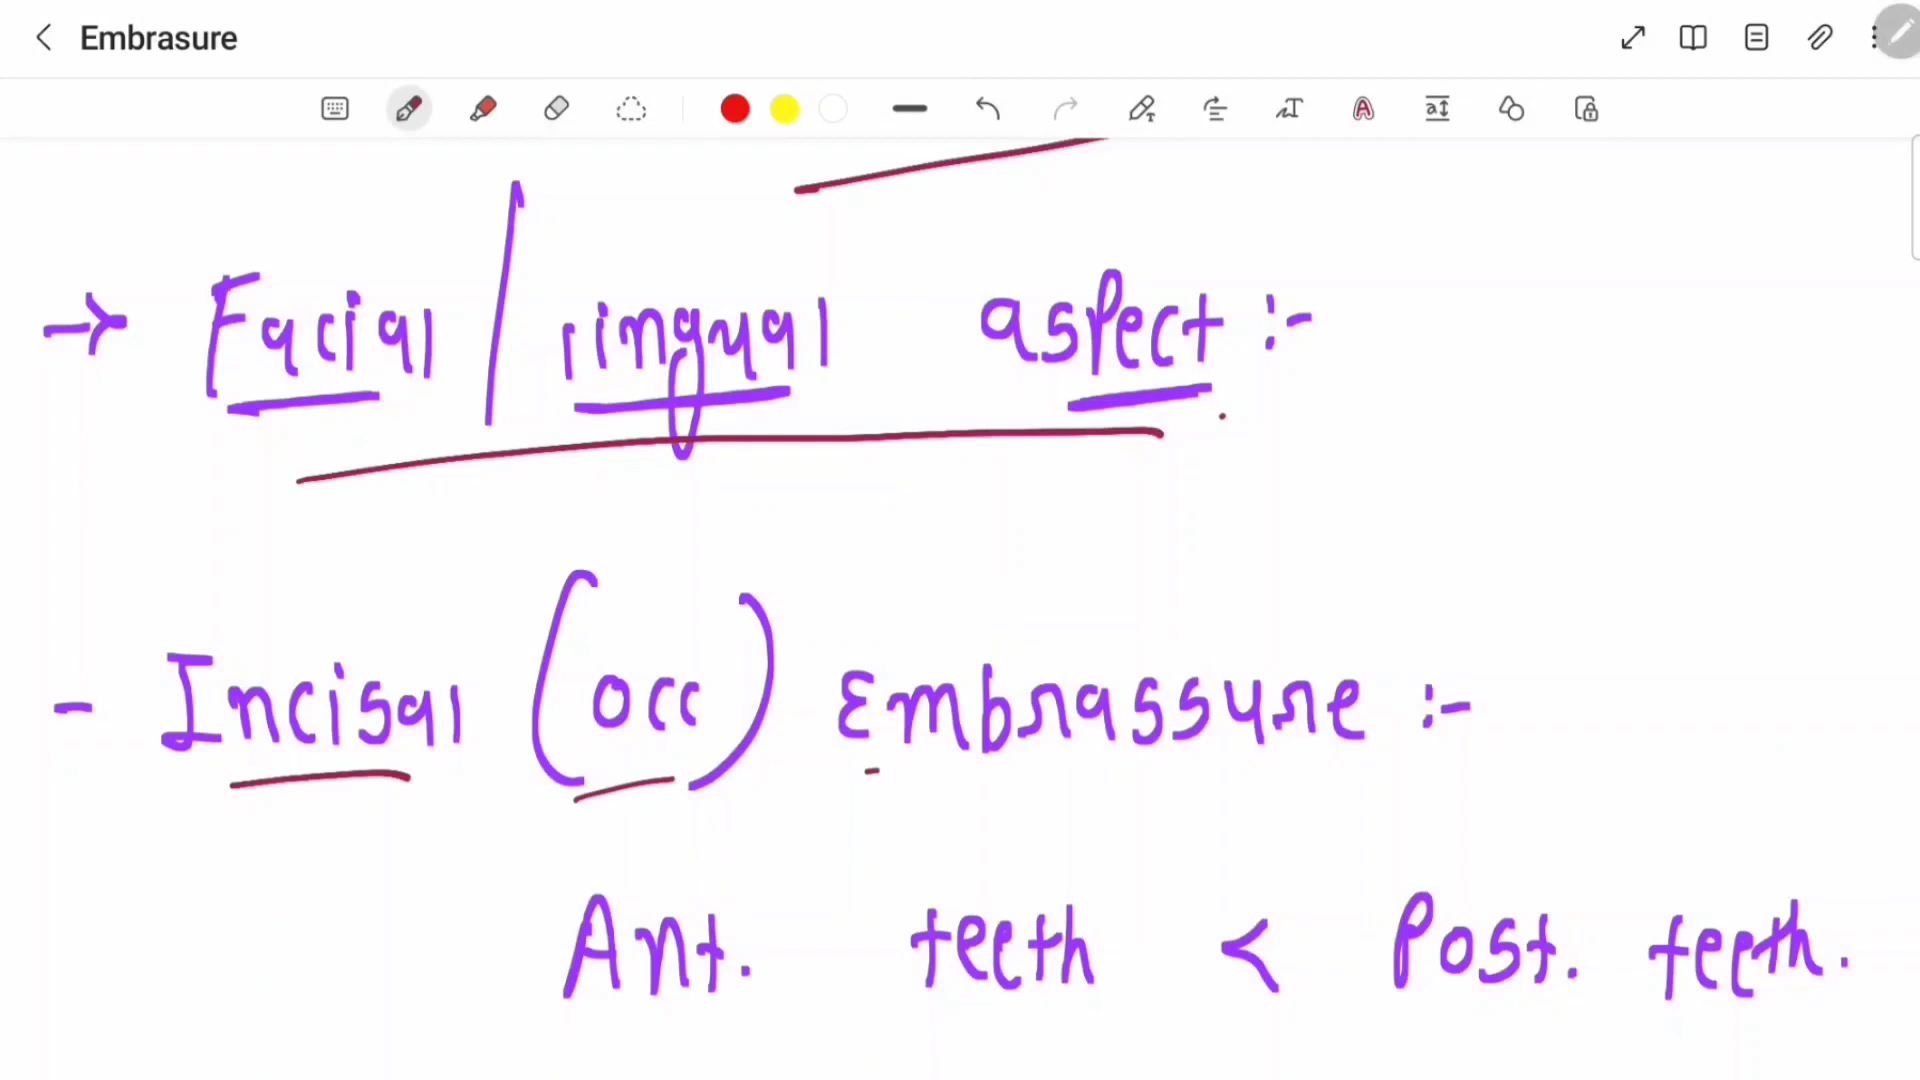 Embrasure
→ Facial / lingual aspect :-
- Incisal (occ) Embrassure :-
Ant. teeth < Post. teeth.